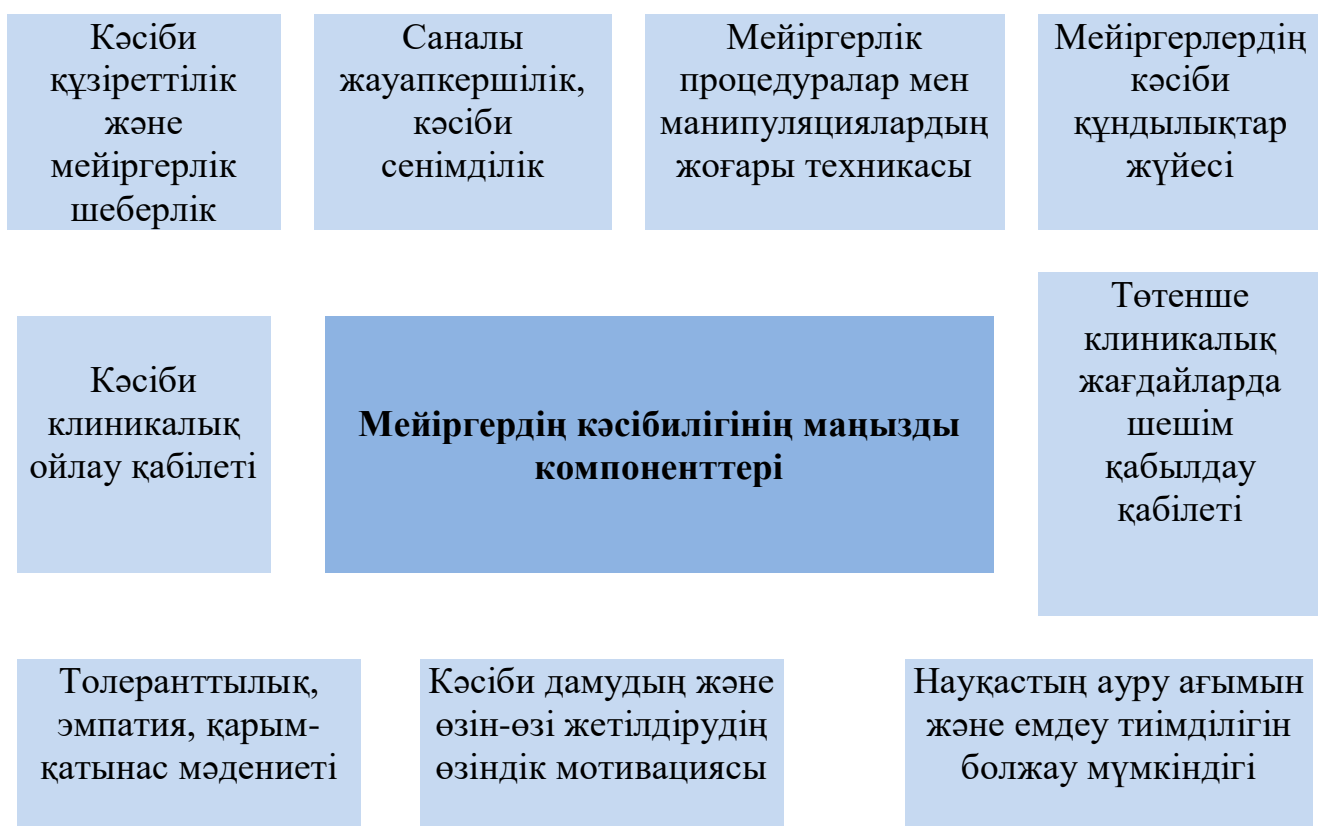 Кәсіби
құзіреттілік
және
мейіргерлік
шеберлік
Саналы
жауапкершілік,
кәсіби
сенімділік
Мейіргерлік
процедуралар мен
манипуляциялардың
жоғары техникасы
Мейіргерлердің
кәсіби
құндылықтар
жүйесі
Кәсіби
клиникалық
ойлау қабілеті
Мейіргердің кәсібилігінің маңызды
компоненттері
Төтенше
клиникалық
жағдайларда
шешім
қабылдау
қабілеті
Толеранттылық,
эмпатия, қарым-
қатынас мәдениеті
Кәсіби дамудың және
өзін-өзі жетілдірудің
өзіндік мотивациясы
Науқастың ауру ағымын
және емдеу тиімділігін
болжау мүмкіндігі